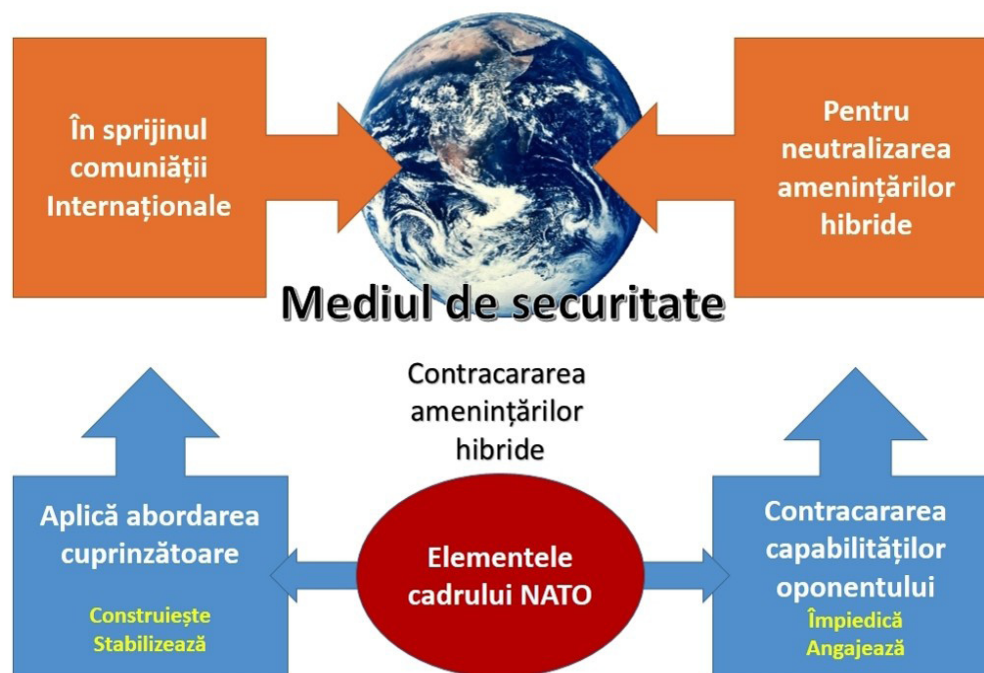 În sprijinul
comuniății
Internaționale
Pentru
neutralizarea
amenințărilor
hibride
Mediul de securitate
Contracararea
amenințărilor
hibride
Aplică abordarea
cuprinzătoare
Construiește
Stabilizează
Elementele
cadrului NATO
Contracararea
capabilităților
oponentului
Împiedică
Angajează